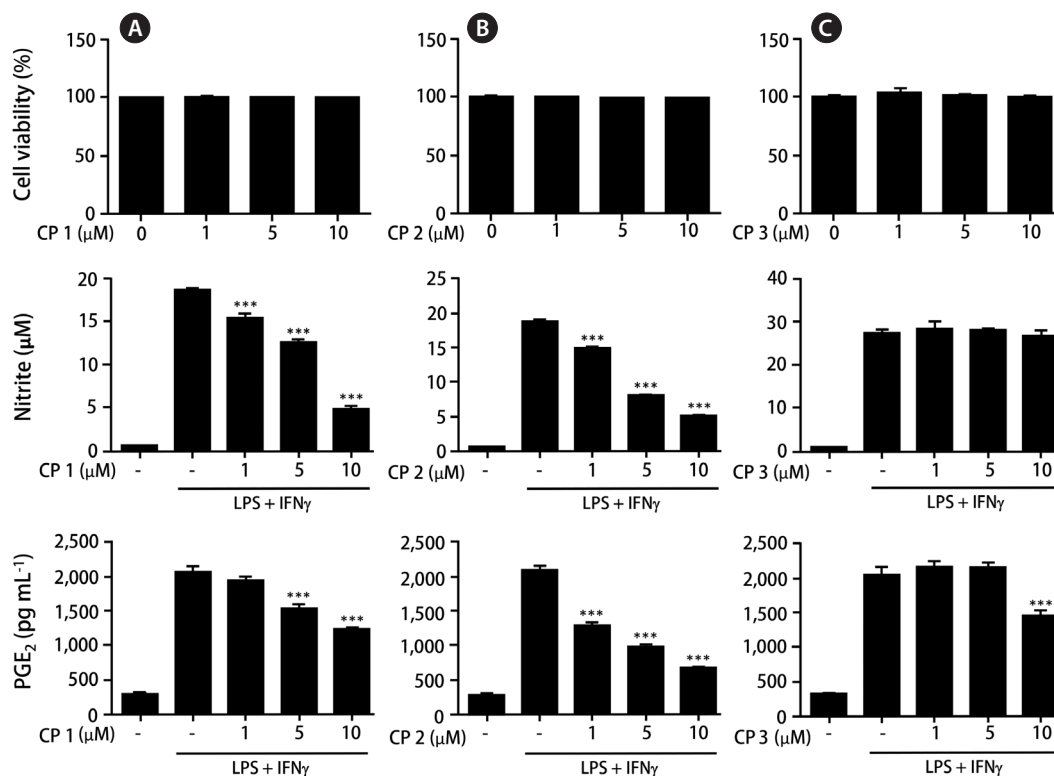 A
B
C
Cell viability (%)
150
100
50
0
CP 1 (μM)
0 1 5 10
150
100
50
0
CP 2 (μM)
0 1 5 10
150
100
50
0
CP 3 (μM)
0 1 5 10
Nitrite (μM)
20
15
10
5
0
*** *** ***
CP 1 (μM)
- - 1 5 10
LPS + IFNγ
25
20
15
10
5
0
*** *** ***
CP 2 (μM)
- - 1 5 10
LPS + IFNγ
40
30
20
10
0
CP 3 (μM)
- - 1 5 10
LPS + IFNγ
PGE₂ (pg mL⁻¹)
2,500
2,000
1,500
1,000
500
0
*** ***
CP 1 (μM)
- - 1 5 10
LPS + IFNγ
2,500
2,000
1,500
1,000
500
0
*** *** ***
CP 2 (μM)
- - 1 5 10
LPS + IFNγ
2,500
2,000
1,500
1,000
500
0
***
CP 3 (μM)
- - 1 5 10
LPS + IFNγ